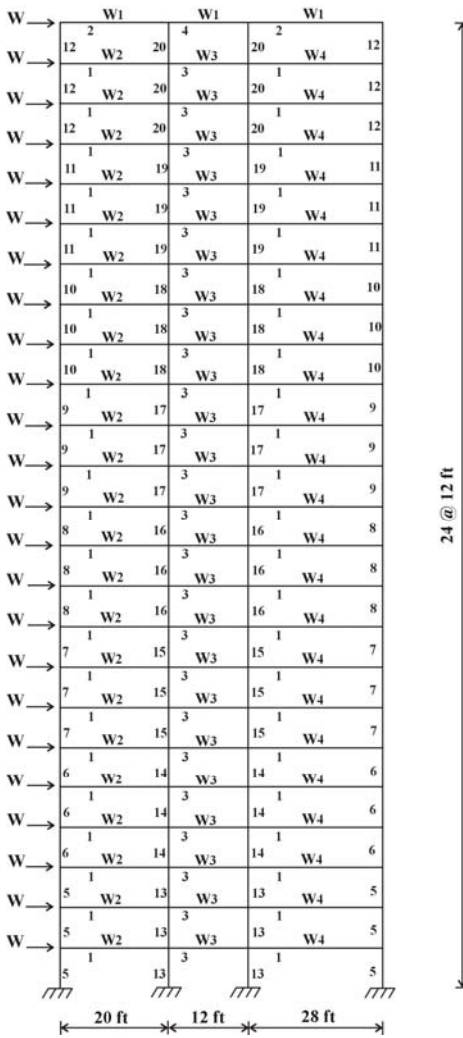 W W1 W1 W1
2 4 2
12 W2 20 W3 20 W4 12
W
1 3 1
12 W2 20 W3 20 W4 12
W
1 3 1
12 W2 20 W3 20 W4 12
W
1 3 1
11 W2 19 W3 19 W4 11
W
1 3 1
11 W2 19 W3 19 W4 11
W
1 3 1
11 W2 19 W3 19 W4 11
W
1 3 1
10 W2 18 W3 18 W4 10
W
1 3 1
10 W2 18 W3 18 W4 10
W
1 3 1
10 W2 18 W3 18 W4 10
W
1 3 1
9 W2 17 W3 17 W4 9
W
1 3 1
9 W2 17 W3 17 W4 9
W
1 3 1
9 W2 17 W3 17 W4 9
W
1 3 1
8 W2 16 W3 16 W4 8
W
1 3 1
8 W2 16 W3 16 W4 8
W
1 3 1
8 W2 16 W3 16 W4 8
W
1 3 1
7 W2 15 W3 15 W4 7
W
1 3 1
7 W2 15 W3 15 W4 7
W
1 3 1
7 W2 15 W3 15 W4 7
W
1 3 1
6 W2 14 W3 14 W4 6
W
1 3 1
6 W2 14 W3 14 W4 6
W
1 3 1
6 W2 14 W3 14 W4 6
W
1 3 1
5 W2 13 W3 13 W4 5
W
1 3 1
5 W2 13 W3 13 W4 5
W
1 3 1
5 13 13 5
20 ft 12 ft 28 ft
24 @ 12 ft